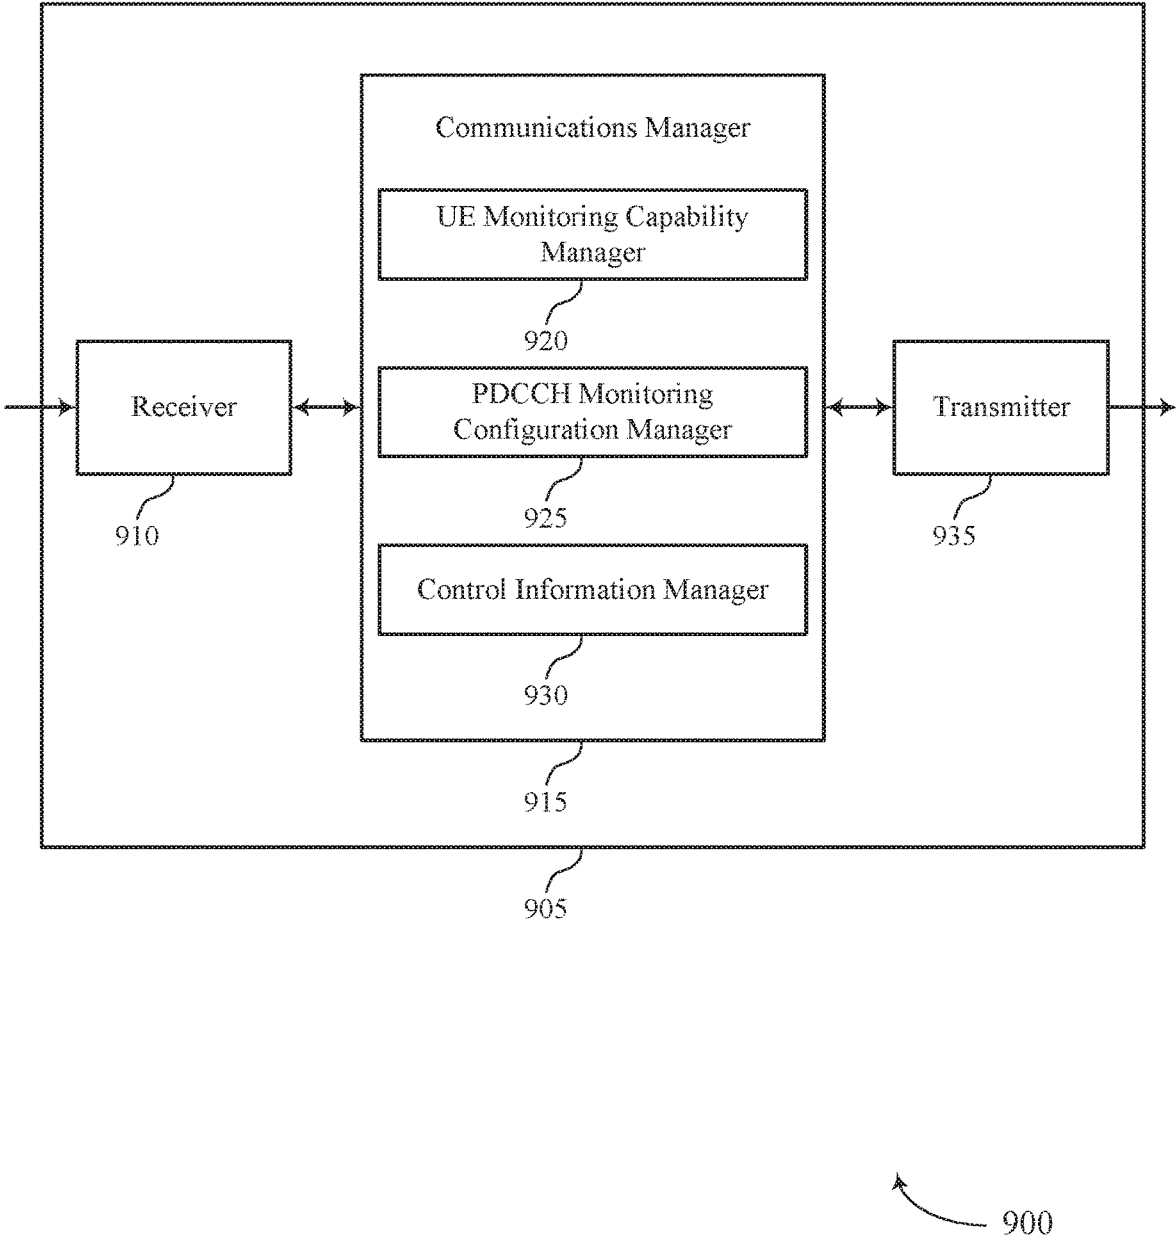 Communications Manager
UE Monitoring Capability
Manager
920
Receiver
910
PDCCH Monitoring
Configuration Manager
925
Transmitter
935
Control Information Manager
930
915
905
900